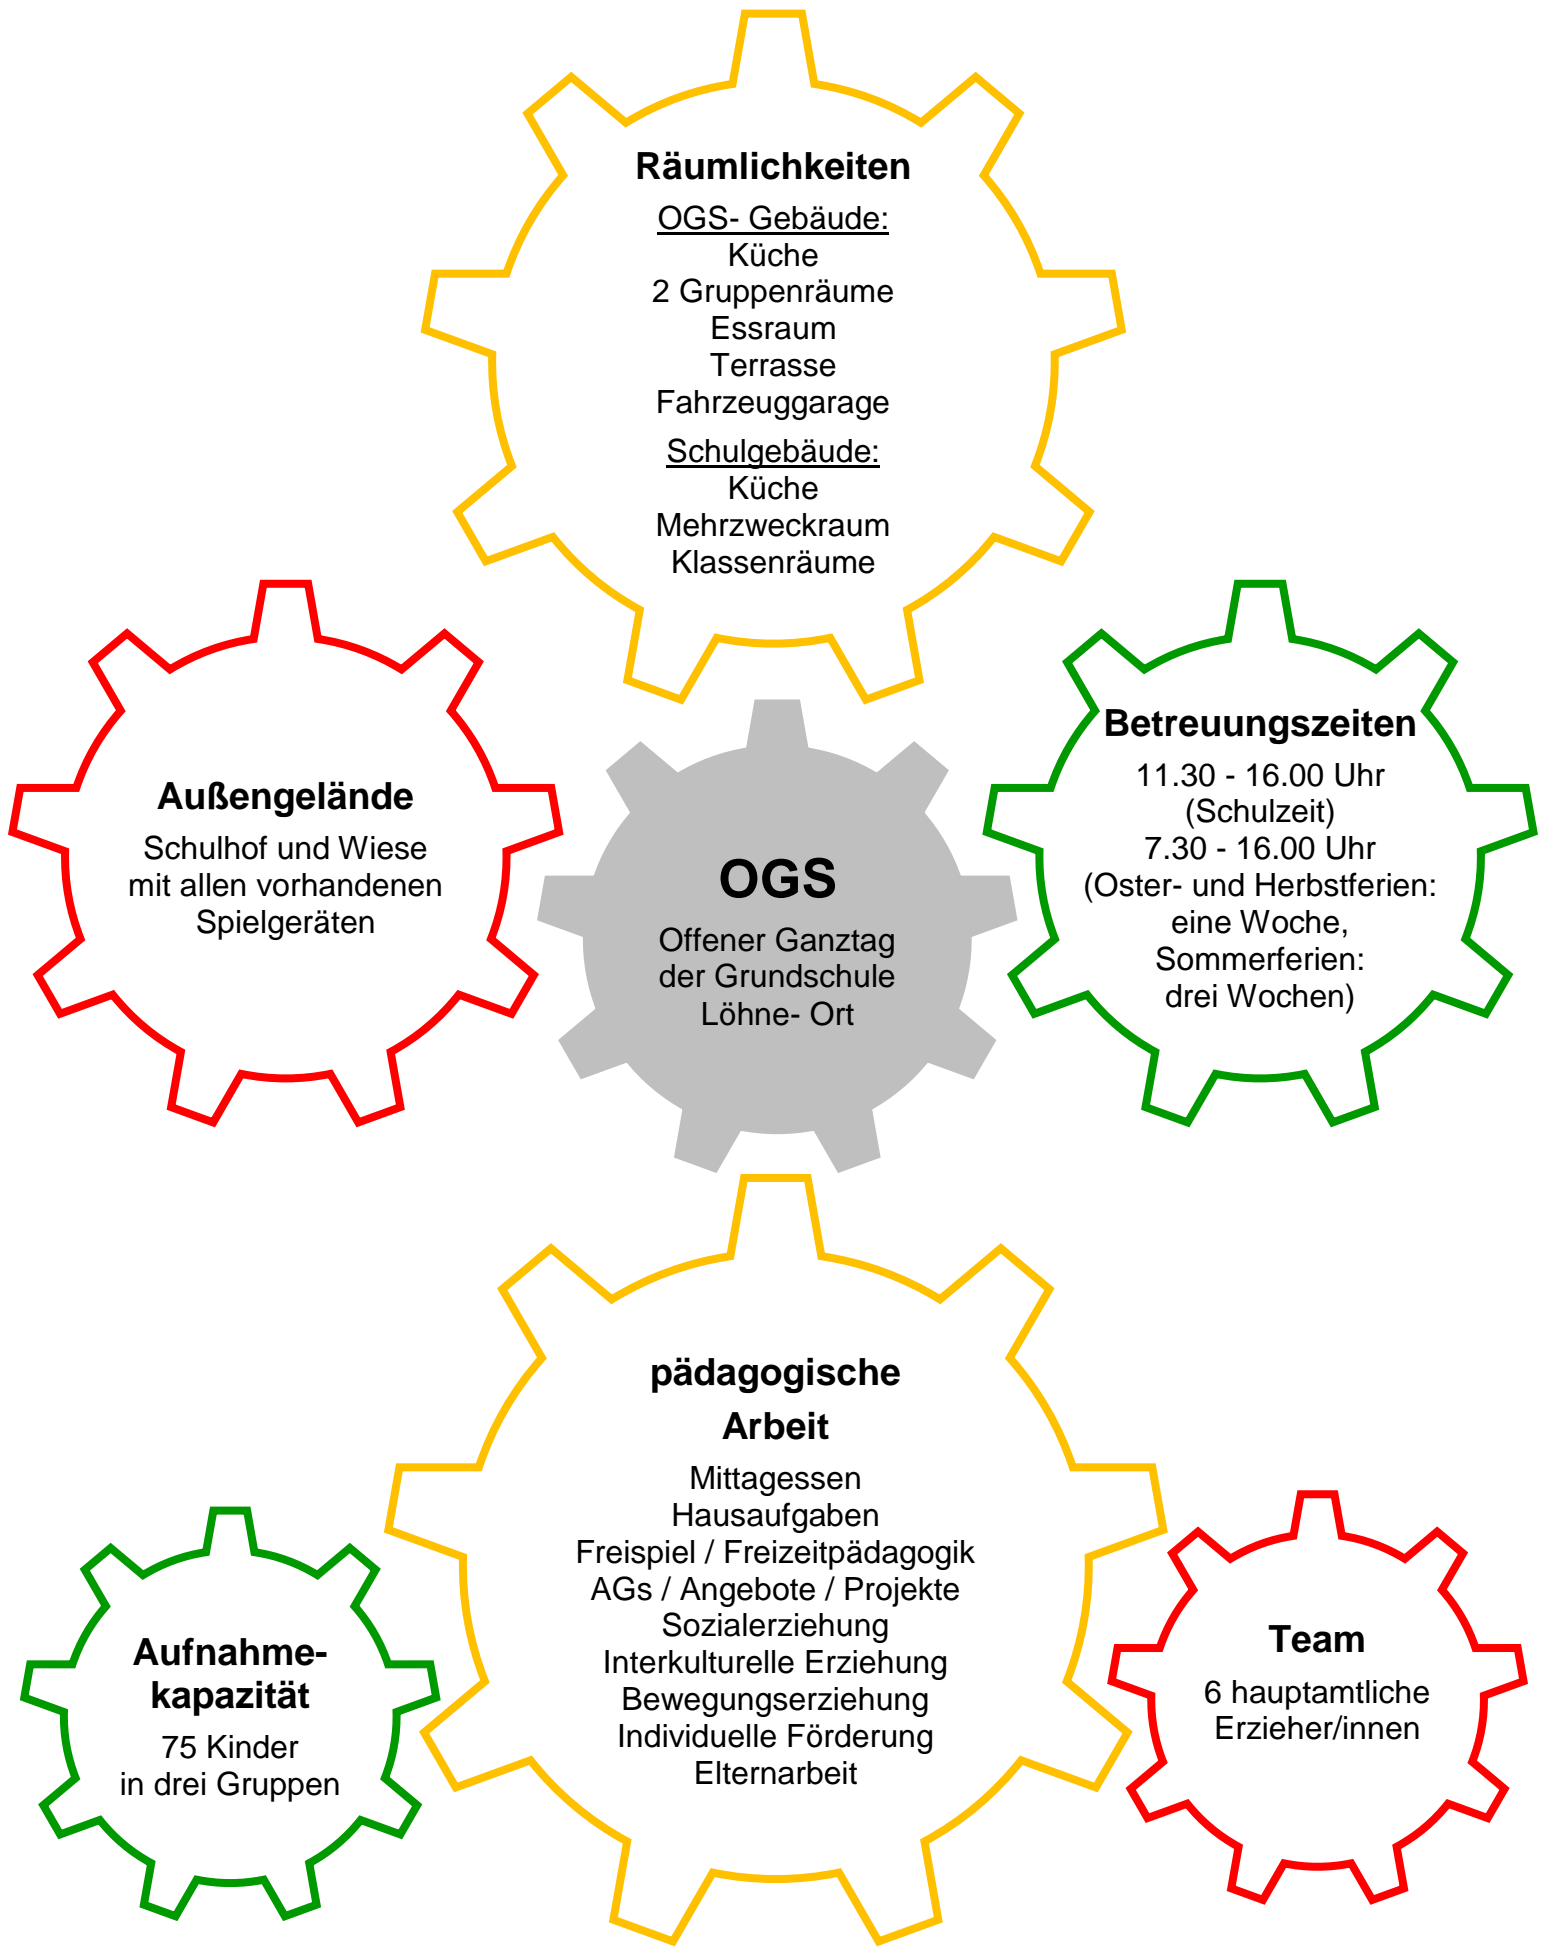 Räumlichkeiten
OGS- Gebäude:
Küche
2 Gruppenräume
Essraum
Terrasse
Fahrzeuggarage
Schulgebäude:
Küche
Mehrzweckraum
Klassenräume
Außengelände
Schulhof und Wiese
mit allen vorhandenen
Spielgeräten
OGS
Offener Ganztag
der Grundschule
Löhne- Ort
Betreuungszeiten
11.30 - 16.00 Uhr
(Schulzeit)
7.30 - 16.00 Uhr
(Oster- und Herbstferien:
eine Woche,
Sommerferien:
drei Wochen)
pädagogische
Arbeit
Mittagessen
Hausaufgaben
Freispiel / Freizeitpädagogik
AGs / Angebote / Projekte
Sozialerziehung
Interkulturelle Erziehung
Bewegungserziehung
Individuelle Förderung
Elternarbeit
Aufnahme-
kapazität
75 Kinder
in drei Gruppen
Team
6 hauptamtliche
Erzieher/innen